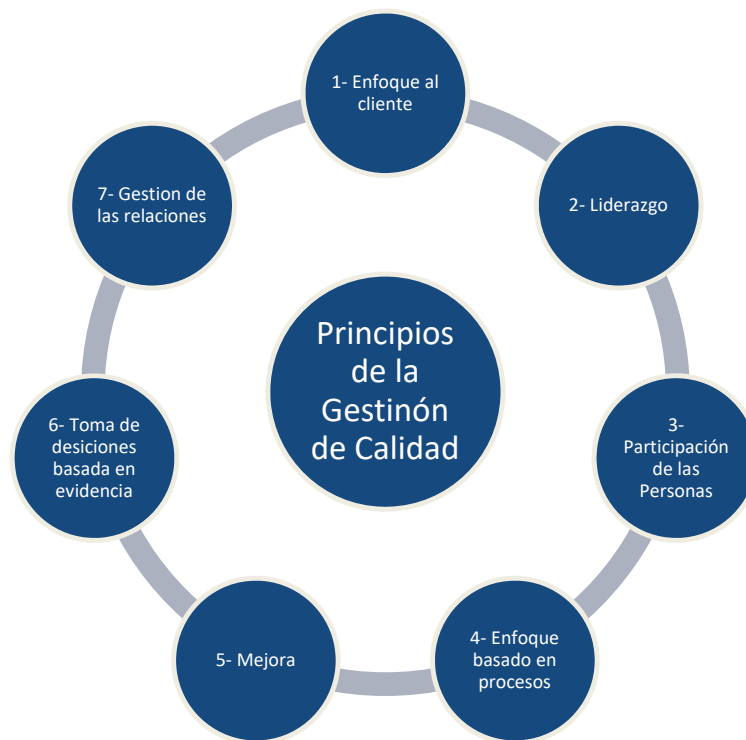 1- Enfoque al
cliente
2- Liderazgo
3-
Participación
de las
Personas
4- Enfoque
basado en
procesos
5- Mejora
6- Toma de
desiciones
basada en
evidencia
7- Gestion de
las relaciones
Principios
de la
Gestinón
de Calidad